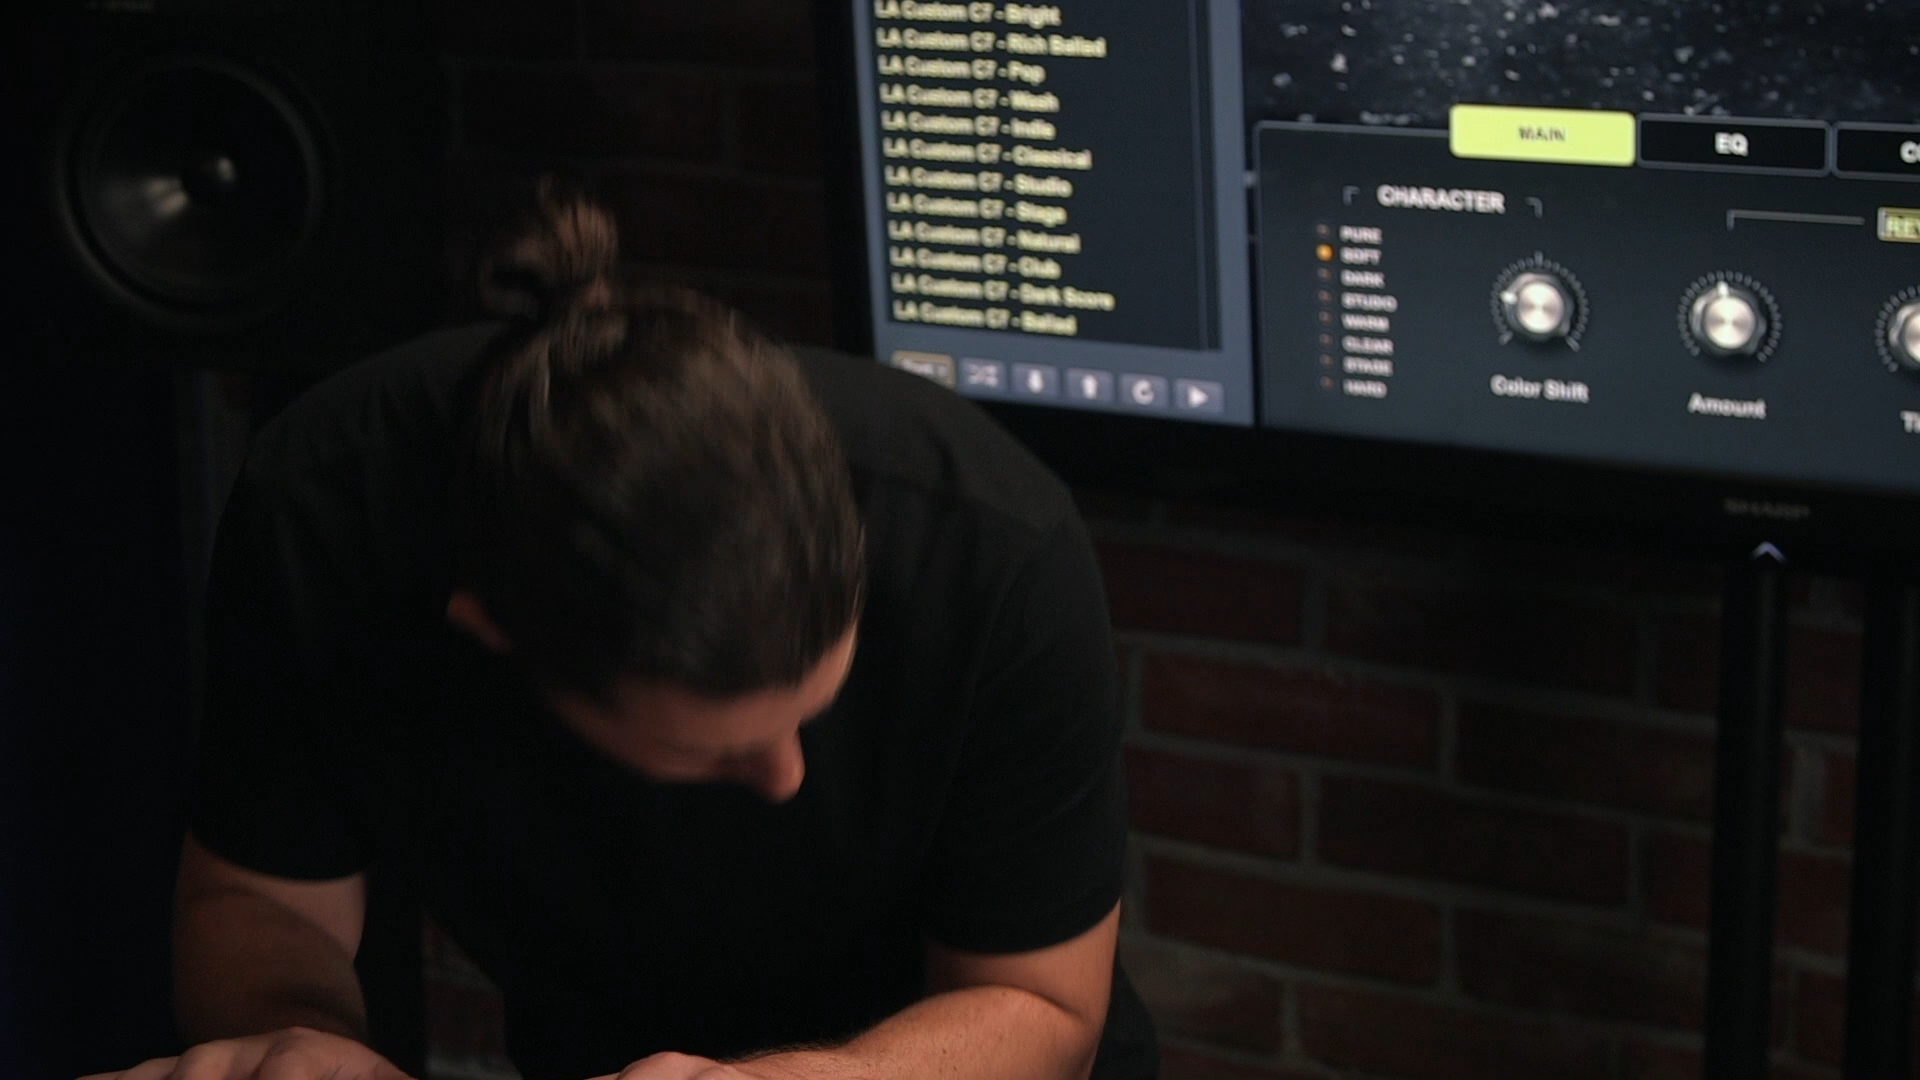 LA Custom C7 - Bright
LA Custom C7 - Rich Ballad
LA Custom C7 - Pop
LA Custom C7 - Wash
LA Custom C7 - Indie
LA Custom C7 - Classical
LA Custom C7 - Studio
LA Custom C7 - Stage
LA Custom C7 - Natural
LA Custom C7 - Club
LA Custom C7 - Dark Score
LA Custom C7 - Ballad
MAIN
EQ
CHARACTER
PURE
SOFT
DARK
STUDIO
WARM
CLEAR
STAGE
HARD
Color Shift
Amount
SHARP